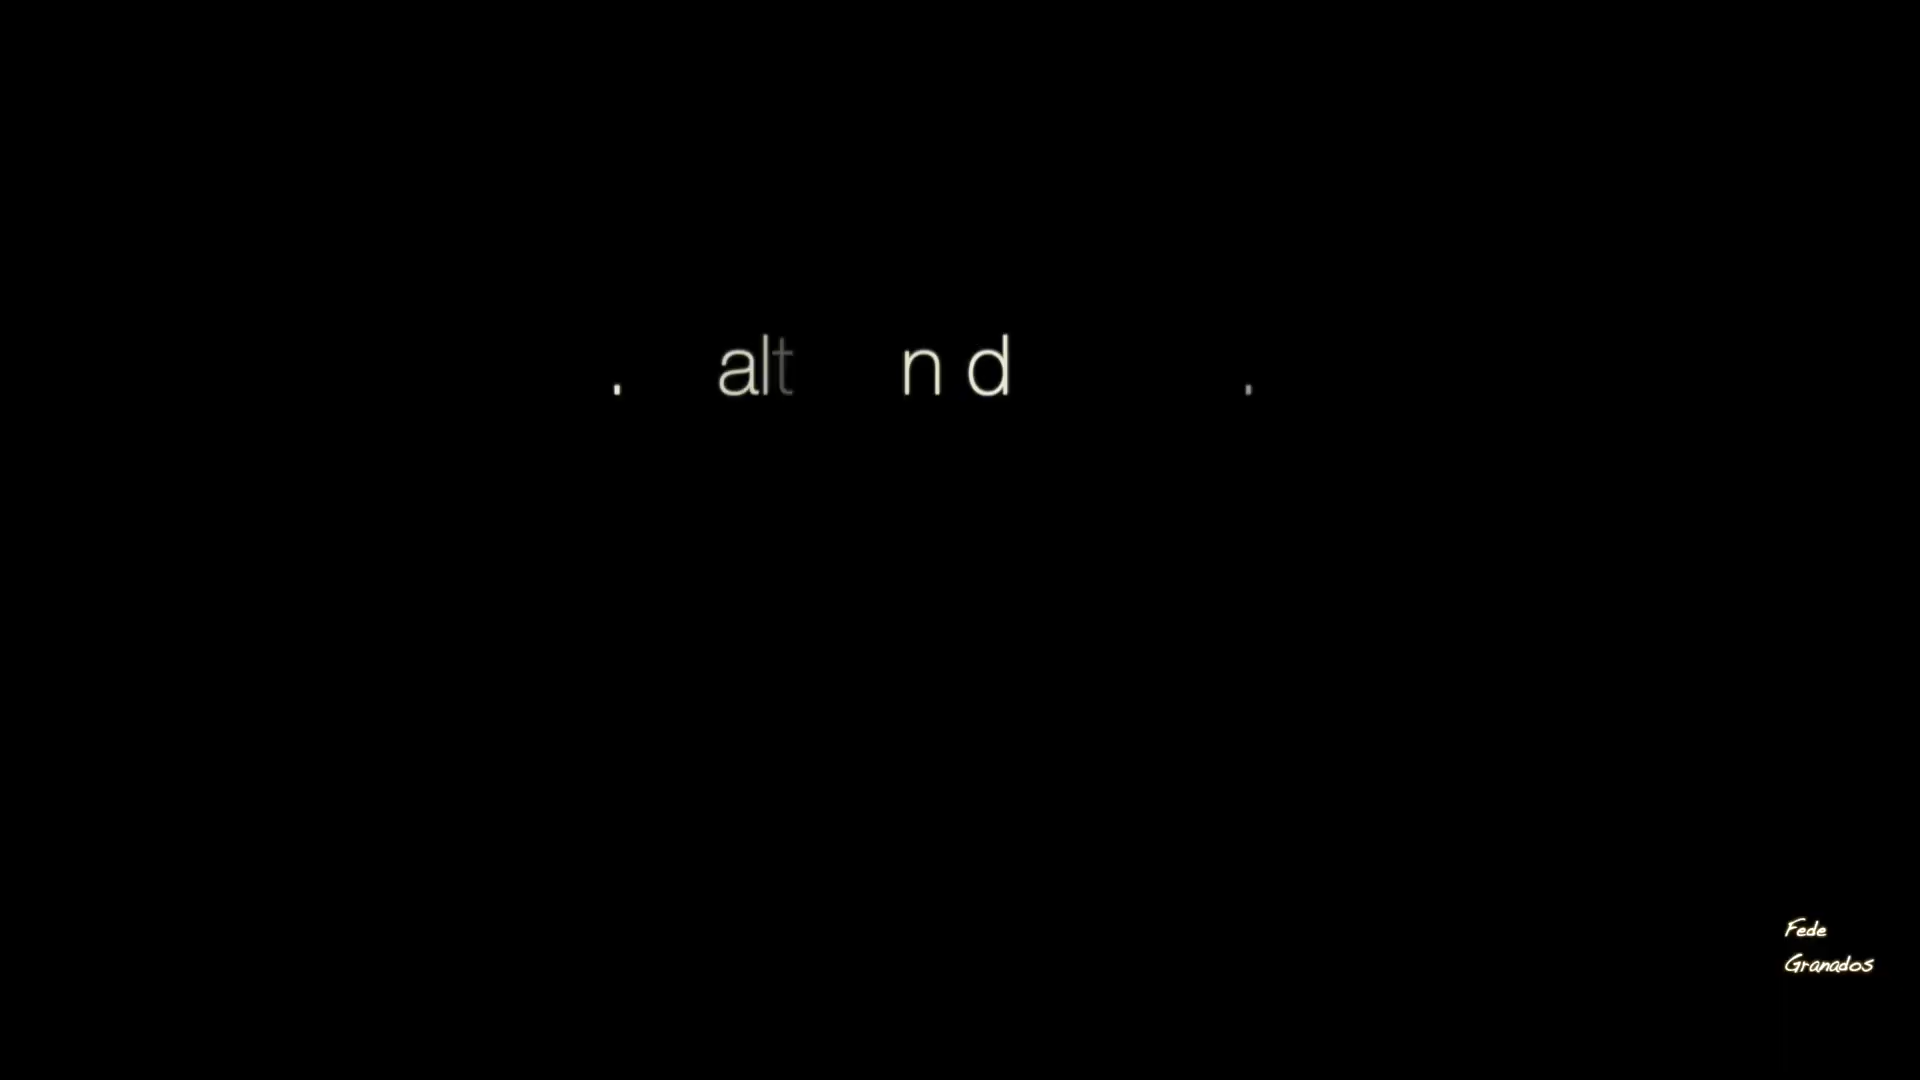 . alt n d .
Fede
Granados